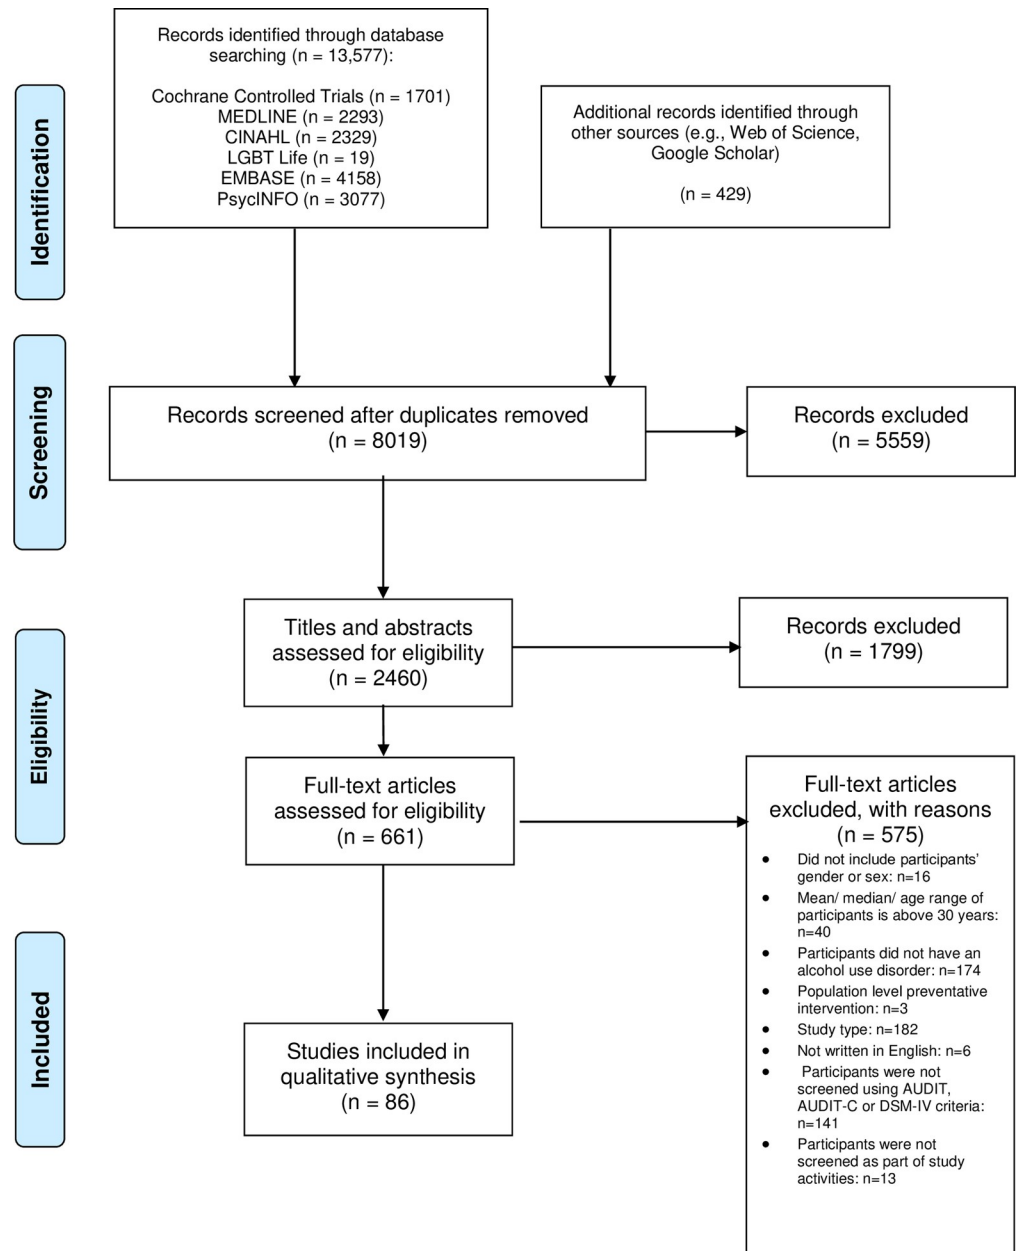 Records identified through database
searching (n = 13,577):
Cochrane Controlled Trials (n = 1701)
MEDLINE (n = 2293)
CINAHL (n = 2329)
LGBT Life (n = 19)
EMBASE (n = 4158)
PsycINFO (n = 3077)
Additional records identified through
other sources (e.g., Web of Science,
Google Scholar)
(n = 429)
Identification
Screening
Records screened after duplicates removed
(n = 8019)
Records excluded
(n = 5559)
Eligibility
Titles and abstracts
assessed for eligibility
(n = 2460)
Records excluded
(n = 1799)
Full-text articles
assessed for eligibility
(n = 661)
Full-text articles
excluded, with reasons
(n = 575)
• Did not include participants'
gender or sex: n=16
• Mean/ median/ age range of
participants is above 30 years:
n=40
• Participants did not have an
alcohol use disorder: n=174
• Population level preventative
intervention: n=3
• Study type: n=182
• Not written in English: n=6
• Participants were not
screened using AUDIT,
AUDIT-C or DSM-IV criteria:
n=141
• Participants were not
screened as part of study
activities: n=13
Included
Studies included in
qualitative synthesis
(n = 86)